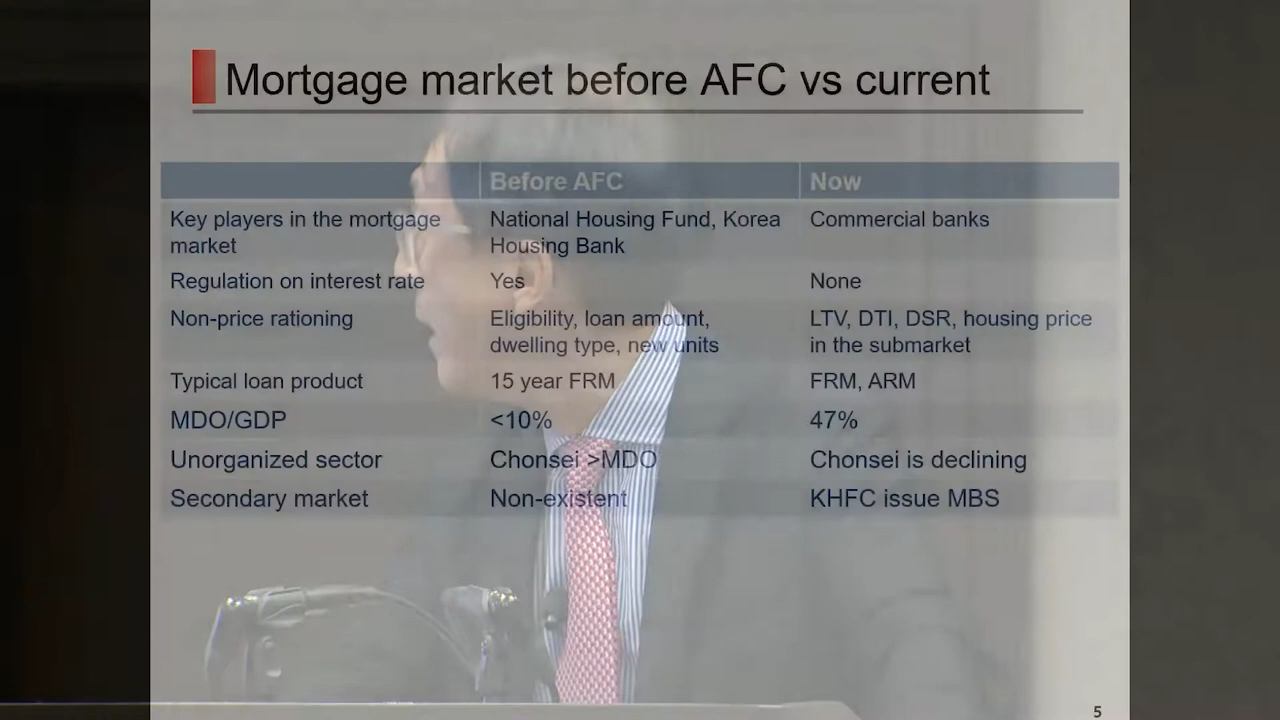 Mortgage market before AFC vs current
Before AFC Now
Key players in the mortgage market National Housing Fund, Korea Housing Bank Commercial banks
Regulation on interest rate Yes None
Non-price rationing Eligibility, loan amount, dwelling type, new units LTV, DTI, DSR, housing price in the submarket
Typical loan product 15 year FRM FRM, ARM
MDO/GDP <10% 47%
Unorganized sector Chonsei >MDO Chonsei is declining
Secondary market Non-existent KHFC issue MBS
5